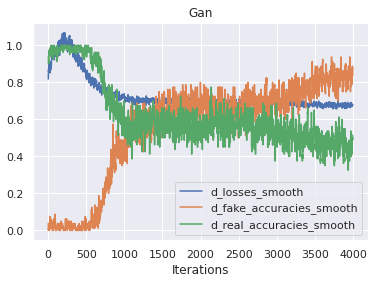 Gan
1.0
0.8
0.6
0.4
0.2
0.0
d_losses_smooth
d_fake_accuracies_smooth
d_real_accuracies_smooth
0 500 1000 1500 2000 2500 3000 3500 4000
Iterations